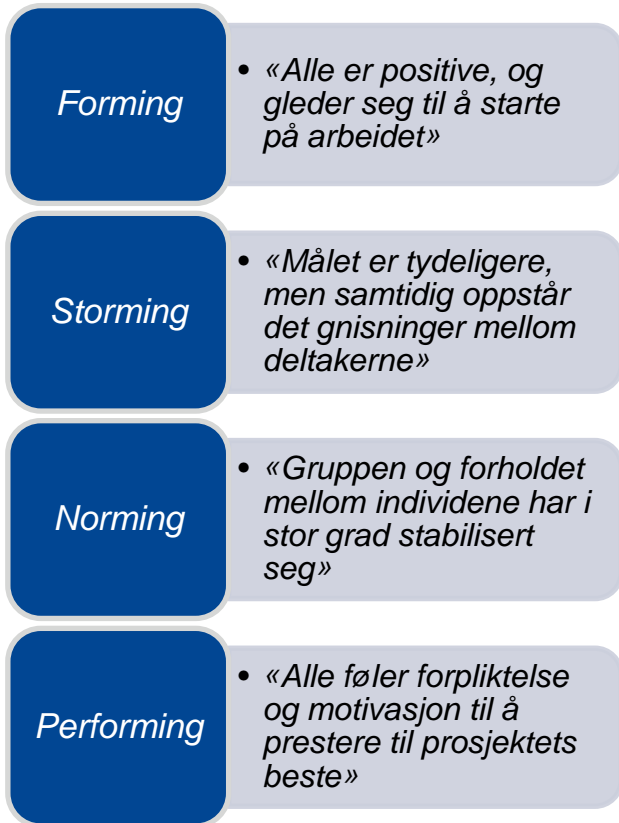 Forming
• «Alle er positive, og
gleder seg til å starte
på arbeidet»
Storming
• «Målet er tydeligere,
men samtidig oppstår
det gnisninger mellom
deltakerne»
Norming
• «Gruppen og forholdet
mellom individene har i
stor grad stabilisert
seg»
Performing
• «Alle føler forpliktelse
og motivasjon til å
prestere til prosjektets
beste»